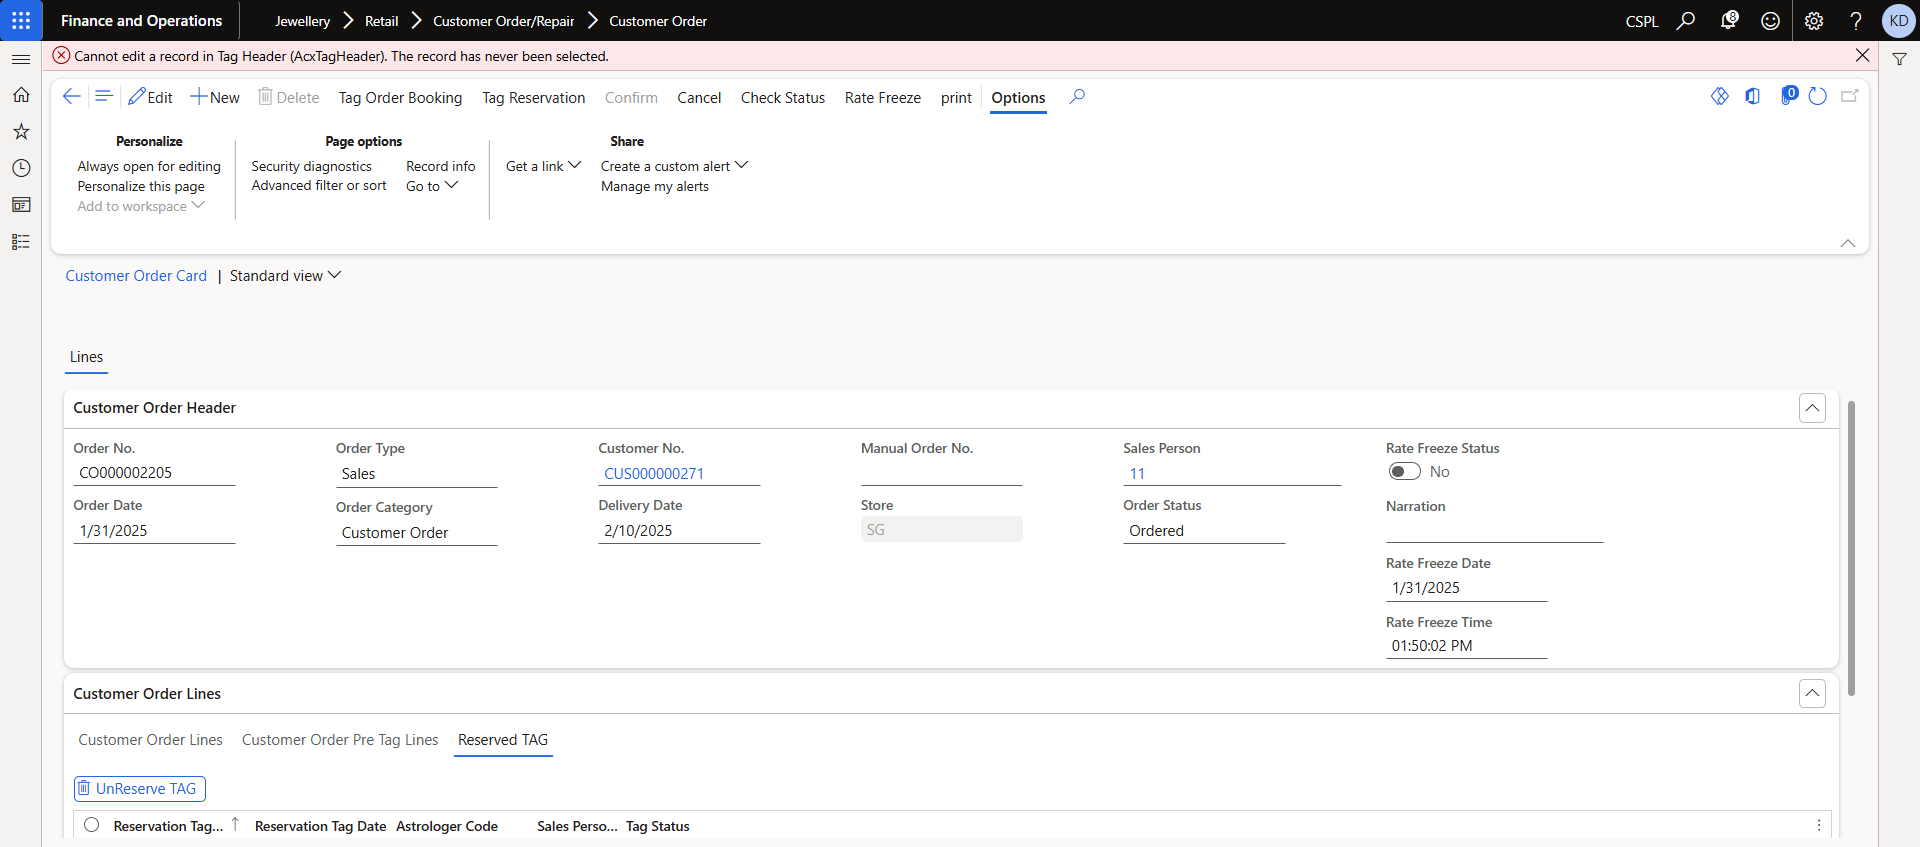 Finance and Operations
Jewellery
Retail
Customer Order/Repair
Customer Order
CSPL
8
KD
Cannot edit a record in Tag Header (AcxTagHeader). The record has never been selected.
Edit
New
Delete
Tag Order Booking
Tag Reservation
Confirm
Cancel
Check Status
Rate Freeze
print
Options
0
Personalize
Always open for editing
Personalize this page
Add to workspace
Page options
Security diagnostics
Advanced filter or sort
Record info
Go to
Get a link
Share
Create a custom alert
Manage my alerts
Customer Order Card | Standard view
Lines
Customer Order Header
Order No.
CO000002205
Order Date
1/31/2025
Order Type
Sales
Order Category
Customer Order
Customer No.
CUS000000271
Delivery Date
2/10/2025
Manual Order No.
Store
SG
Sales Person
11
Order Status
Ordered
Rate Freeze Status
No
Narration
Rate Freeze Date
1/31/2025
Rate Freeze Time
01:50:02 PM
Customer Order Lines
Customer Order Lines
Customer Order Pre Tag Lines
Reserved TAG
UnReserve TAG
Reservation Tag...
Reservation Tag Date
Astrologer Code
Sales Perso...
Tag Status